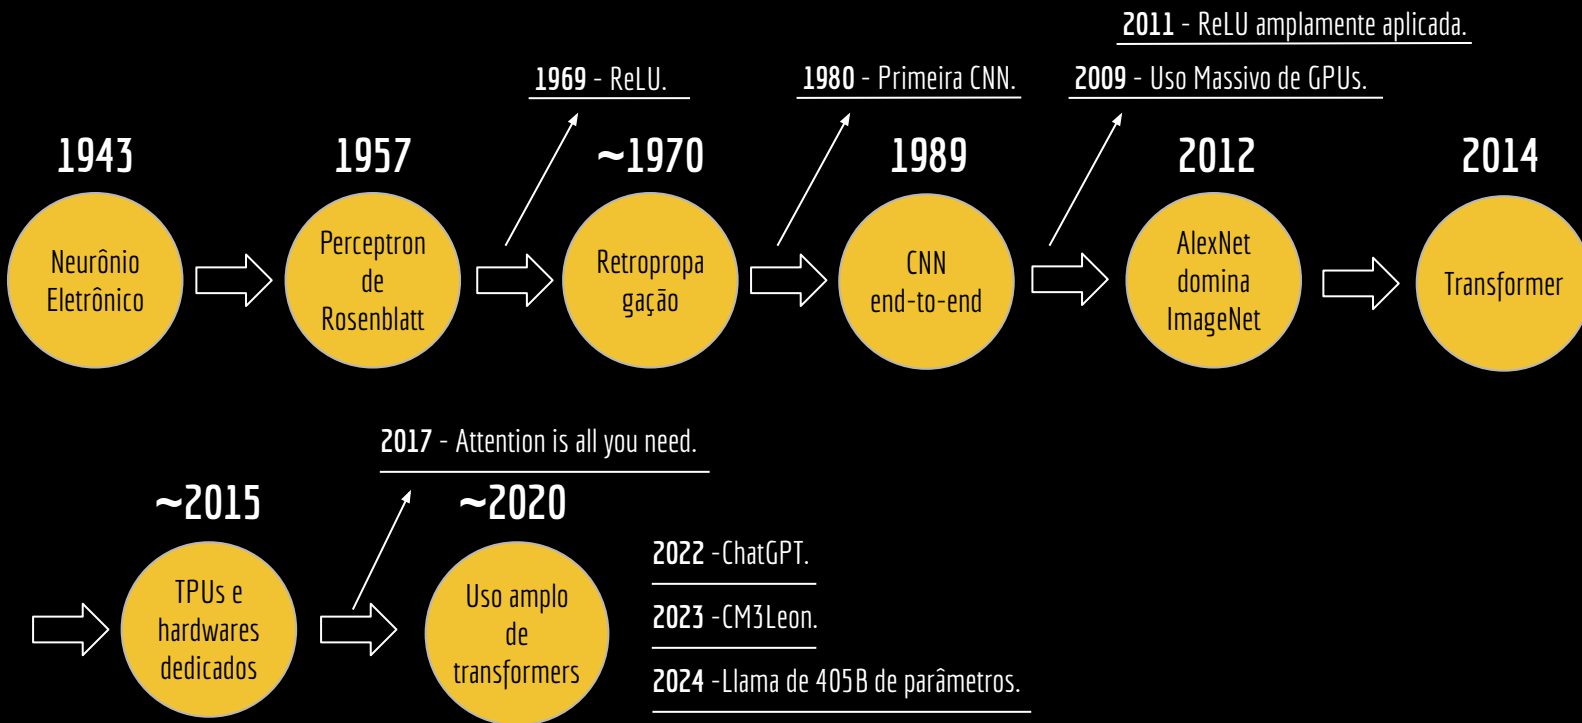 2011 - ReLU amplamente aplicada.
1969 - ReLU.
1980 - Primeira CNN.
2009 - Uso Massivo de GPUs.
1943
1957
~1970
1989
2012
2014
Neurônio
Eletrônico
Perceptron
de
Rosenblatt
Retropropa
gação
CNN
end-to-end
AlexNet
domina
ImageNet
Transformer
2017 - Attention is all you need.
~2015
~2020
TPUs e
hardwares
dedicados
Uso amplo
de
transformers
2022 -ChatGPT.
2023 -CM3Leon.
2024 -Llama de 405B de parâmetros.